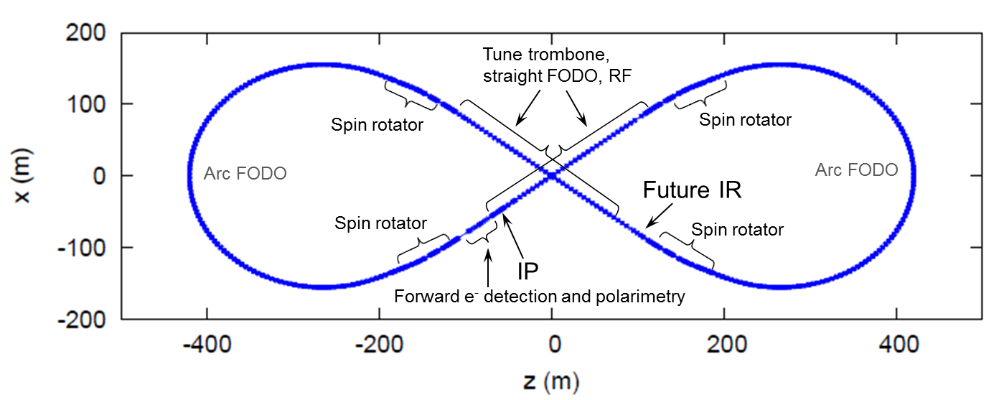 200
100
0
-100
-200
x (m)
Tune trombone,
straight FODO, RF
Spin rotator
Spin rotator
Arc FODO
Arc FODO
Future IR
Spin rotator
Spin rotator
IP
Forward e- detection and polarimetry
-400
-200
0
200
400
z (m)